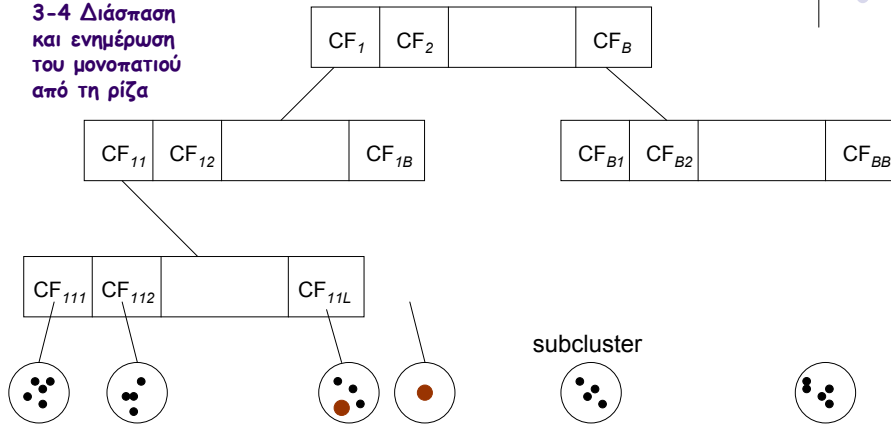 3-4 Διάσπαση
και ενημέρωση
του μονοπατιού
από τη ρίζα
CF1 CF2 CFB
CF11 CF12 CF1B CFB1 CFB2 CFBB
CF111 CF112 CF11L
subcluster